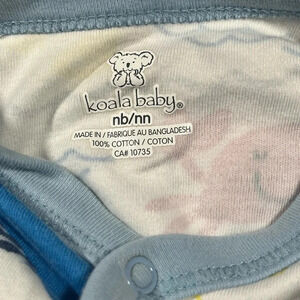 koala baby®
nb/nn
MADE IN / FABRIQUE AU BANGLADESH
100% COTTON / COTON
CA# 10735